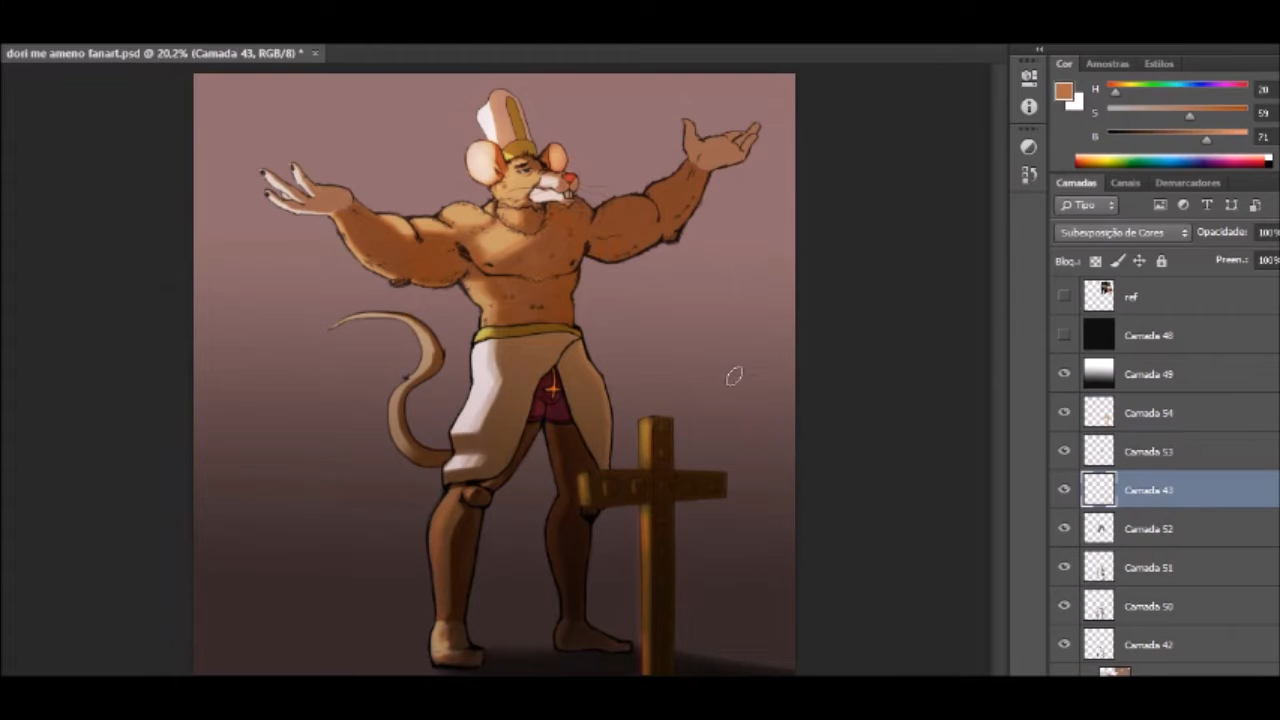 dori me ameno fanart.psd @ 20,2% (Camada 43, RGB/8) * ×
Cor Amostras Estilos
H 20
S 59
B 71
Camadas Canais Demarcadores
Tipo
Subexposição de Cores Opacidade: 100%
Bloq.: Preen.: 100%
ref
Camada 48
Camada 49
Camada 54
Camada 53
Camada 43
Camada 52
Camada 51
Camada 50
Camada 42